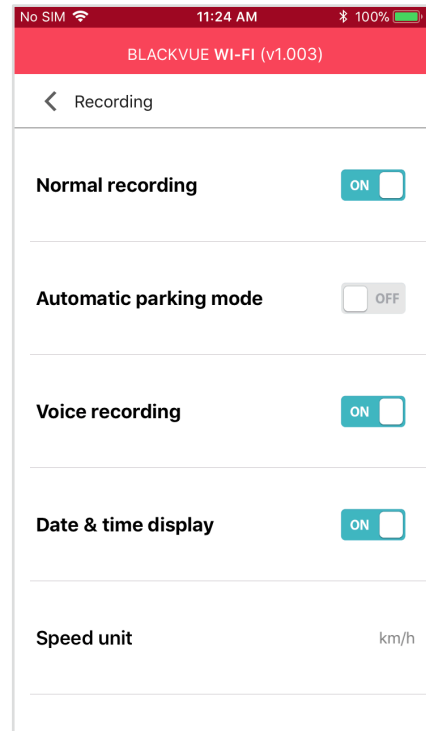 No SIM 11:24 AM 100%
BLACKVUE WI-FI (v1.003)
Recording
Normal recording ON
Automatic parking mode OFF
Voice recording ON
Date & time display ON
Speed unit km/h